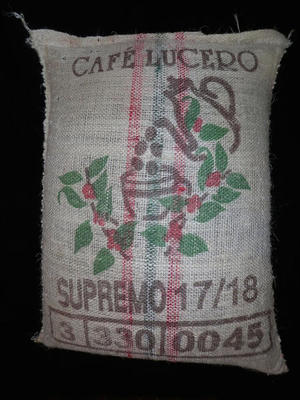 CAFÉ LUCERO
SUPREMO 17/18
3 330 0045